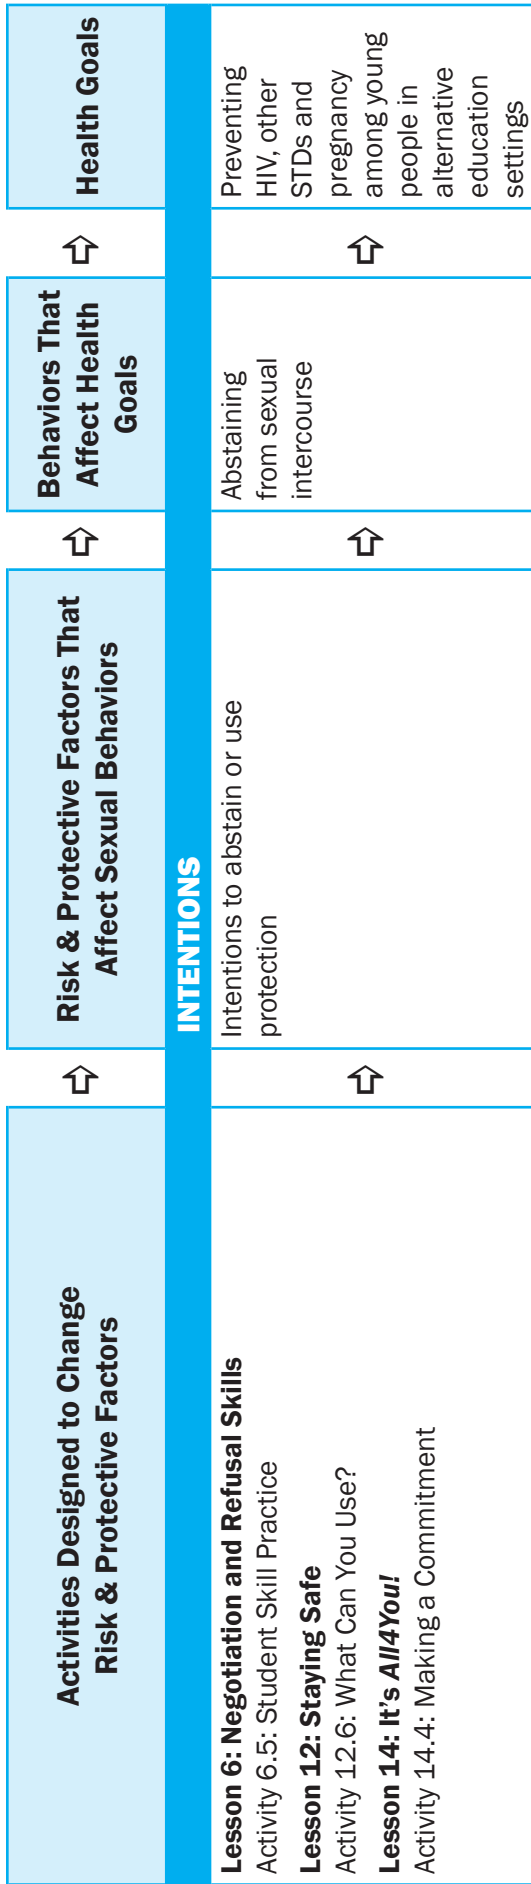 Activities Designed to Change
Risk & Protective Factors
Risk & Protective Factors That
Affect Sexual Behaviors
Behaviors That
Affect Health
Goals
Health Goals
INTENTIONS
Lesson 6: Negotiation and Refusal Skills
Activity 6.5: Student Skill Practice
Lesson 12: Staying Safe
Activity 12.6: What Can You Use?
Lesson 14: It's All4You!
Activity 14.4: Making a Commitment
Intentions to abstain or use
protection
Abstaining
from sexual
intercourse
Preventing
HIV, other
STDs and
pregnancy
among young
people in
alternative
education
settings